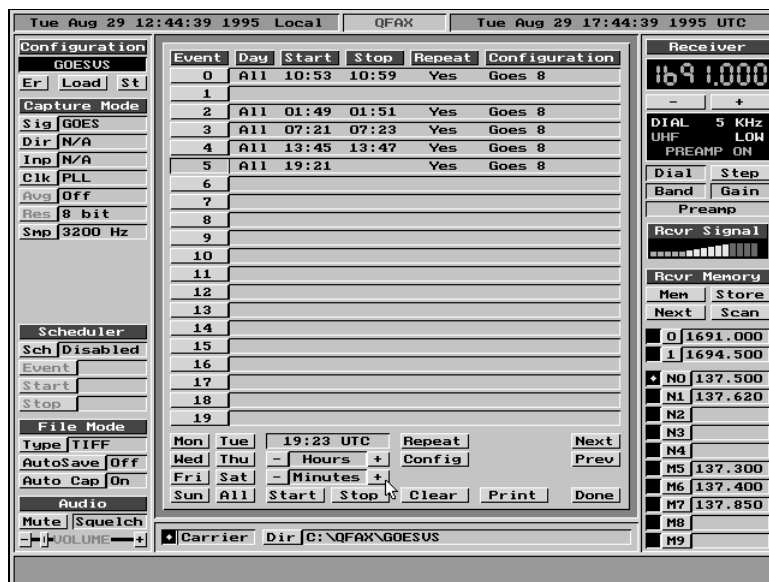 Tue Aug 29 12:44:39 1995 Local QFAX Tue Aug 29 17:44:39 1995 UTC
Configuration
GOESVS
Er Load St
Capture Mode
Sig GOES
Dir N/A
Inp N/A
Clk PLL
Avg Off
Res 8 bit
Smp 3200 Hz
Scheduler
Sch Disabled
Event
Start
Stop
File Mode
Type TIFF
AutoSave Off
Auto Cap On
Audio
Mute Squelch
- VOLUME +
Event Day Start Stop Repeat Configuration
0 All 10:53 10:59 Yes Goes 8
1
2 All 01:49 01:51 Yes Goes 8
3 All 07:21 07:23 Yes Goes 8
4 All 13:45 13:47 Yes Goes 8
5 All 19:21 Yes Goes 8
6
7
8
9
10
11
12
13
14
15
16
17
18
19
Mon Tue 19:23 UTC Repeat Next
Wed Thu - Hours + Config Prev
Fri Sat - Minutes +
Sun All Start Stop Clear Print Done
Carrier Dir C:\QFAX\GOESVS
Receiver
1691.000
- +
DIAL 5 KHz
UHF LOW
PREAMP ON
Dial Step
Band Gain
Preamp
Rcvr Signal
Rcvr Memory
Mem Store
Next Scan
0 1691.000
1 1694.500
N0 137.500
N1 137.620
N2
N3
N4
M5 137.300
M6 137.400
M7 137.850
M8
M9